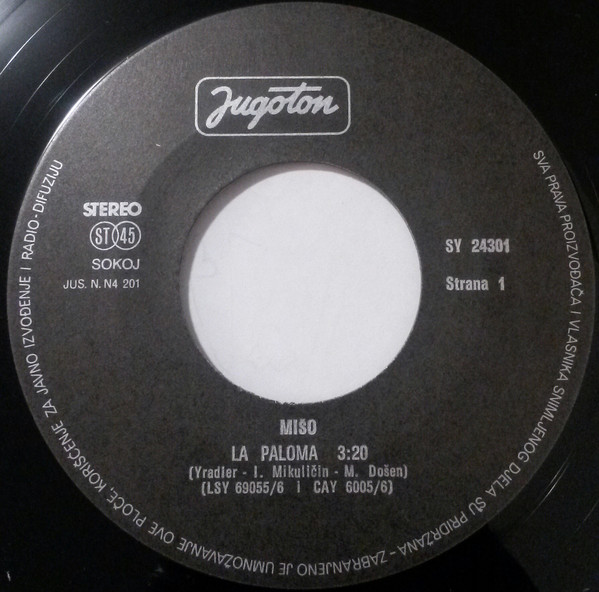 Jugoton
STEREO
ST 45
SOKOJ
JUS. N. N4 201
SY 24301
Strana 1
MIŠO
LA PALOMA 3:20
(Yradler - I. Mikuličin - M. Došen)
(LSY 69055/6 i CAY 6005/6)
SVA PRAVA PROIZVOĐAČA I VLASNIKA SNIMLJENOG DJELA SU PRIDRŽANA - ZABRANJENO JE UMNOŽAVANJE OVE PLOČE, KORIŠĆENJE ZA JAVNO IZVOĐENJE I RADIO-DIFUZIJU